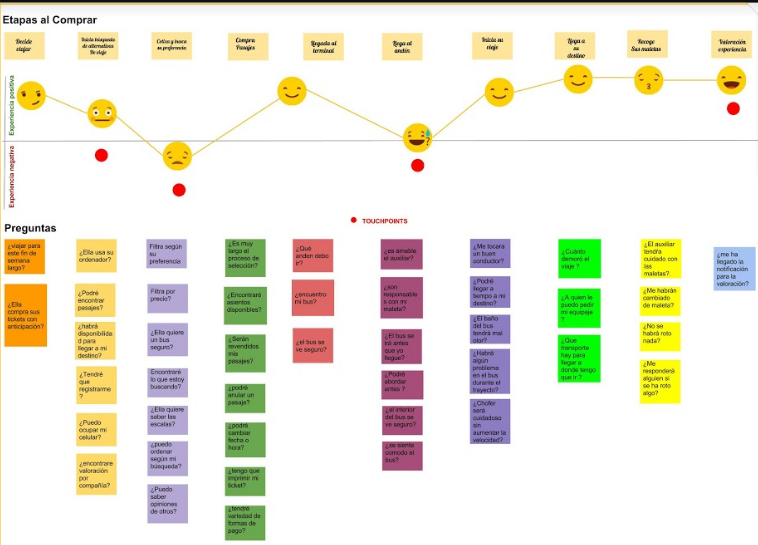 Etapas al Comprar
Decide
viajar
Inicia búsqueda
de alternativas
De viaje
Cotiza y busca
su preferencia
Compra
Pasajes
Llegada al
terminal
Llega al
andén
Inicia su
viaje
Llega a
su
destino
Recoge
Sus maletas
Valoración
experiencia
Experiencia positiva
Experiencia negativa
TOUCHPOINTS
Preguntas
¿viajar para
este fin de
semana
largo?
¿Ella
compra sus
tickets con
anticipación?
¿Ella usa su
ordenador?
¿Podré
encontrar
pasajes?
¿habrá
disponibilida
d para
llegar a mi
destino?
¿Tendré
que
registrarme
?
¿Puedo
ocupar mi
celular?
¿encontrare
valoración
por
compañía?
Filtra según
su
preferencia
Filtra por
precio?
¿Ella quiere
un bus
seguro?
Encontraré
lo que estoy
buscando?
¿Ella quiere
saber las
escalas?
¿puedo
ordenar
según mi
búsqueda?
¿Puedo
saber
opiniones
de otros?
¿Es muy
largo el
proceso de
selección?
¿Encontraré
asientos
disponibles?
¿Serán
revendidos
mis
pasajes?
¿podré
anular un
pasaje?
¿podré
cambiar
fecha o
hora?
¿tengo que
imprimir mi
ticket?
¿tendré
variedad de
formas de
pago?
¿Qué
anden debo
ir?
¿encuentro
mi bus?
¿el bus se
ve seguro?
¿es amable
el auxiliar?
¿son
responsable
s con mi
maleta?
¿El bus se
irá antes
que yo
llegue?
¿Podré
abordar
antes ?
¿el interior
del bus se
ve seguro?
¿se siente
comodo el
bus?
¿Me tocara
un buen
conductor?
¿Podré
llegar a
tiempo a mi
destino?
¿El baño
del bus
tendrá mal
olor?
¿Habrá
algún
problema
en el bus
durante el
trayecto?
¿Chofer
será
cuidadoso
sin
aumentar la
velocidad?
¿Cuánto
demoró el
viaje ?
¿A quien le
puedo pedir
mi equipaje
?
¿Que
transporte
hay para
llegar a
donde tengo
que ir?
¿El auxiliar
tendrá
cuidado con
las
maletas?
¿Me habrán
cambiado
de maleta?
¿No se
habrá roto
nada?
¿Me
responderá
alguien si
se ha roto
algo?
¿me ha
llegado la
notificación
para la
valoración?